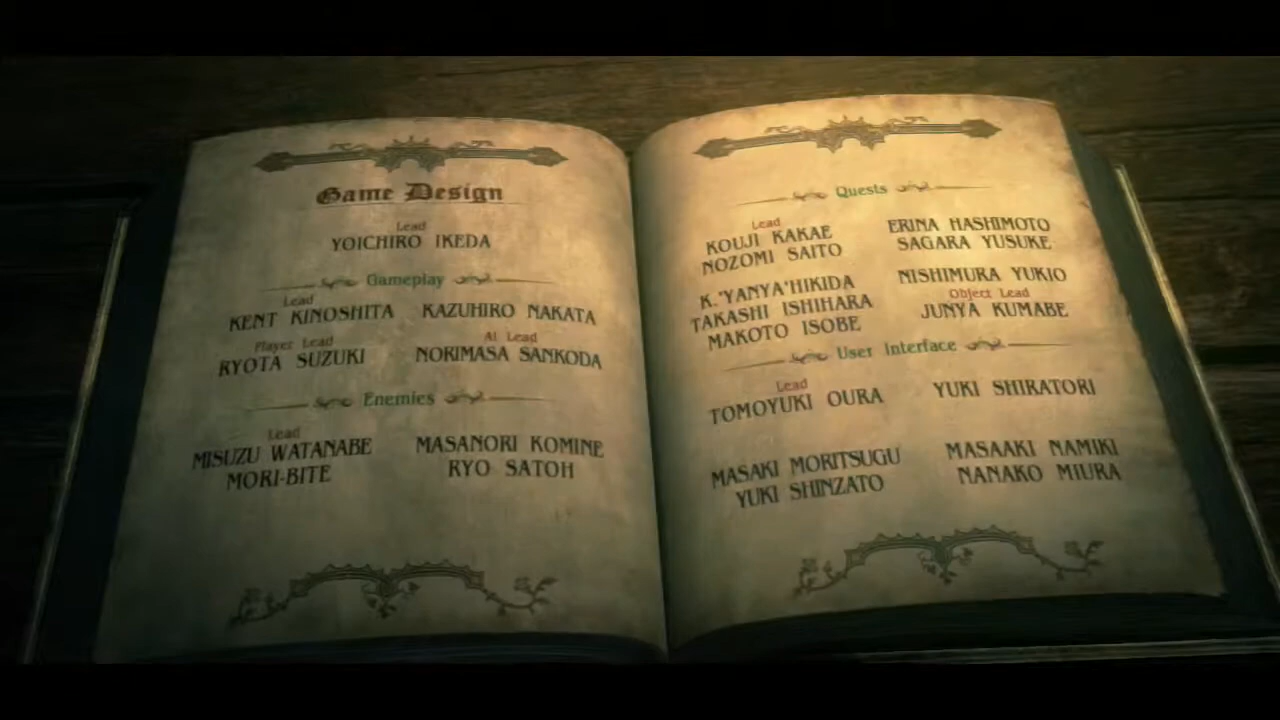 Game Design
Lead
YOICHIRO IKEDA
Gameplay
Lead
KENT KINOSHITA
KAZUHIRO NAKATA
Player Lead
RYOTA SUZUKI
AI Lead
NORIMASA SANKODA
Enemies
Lead
MISUZU WATANABE
MORI-BITE
MASANORI KOMINE
RYO SATOH
Quests
Lead
KOUJI KAKAE
NOZOMI SAITO
ERINA HASHIMOTO
SAGARA YUSUKE
K."YANYA"HIKIDA
TAKASHI ISHIHARA
MAKOTO ISOBE
NISHIMURA YUKIO
Object Lead
JUNYA KUMABE
User Interface
Lead
TOMOYUKI OURA
YUKI SHIRATORI
MASAKI MORITSUGU
YUKI SHINZATO
MASAAKI NAMIKI
NANAKO MIURA